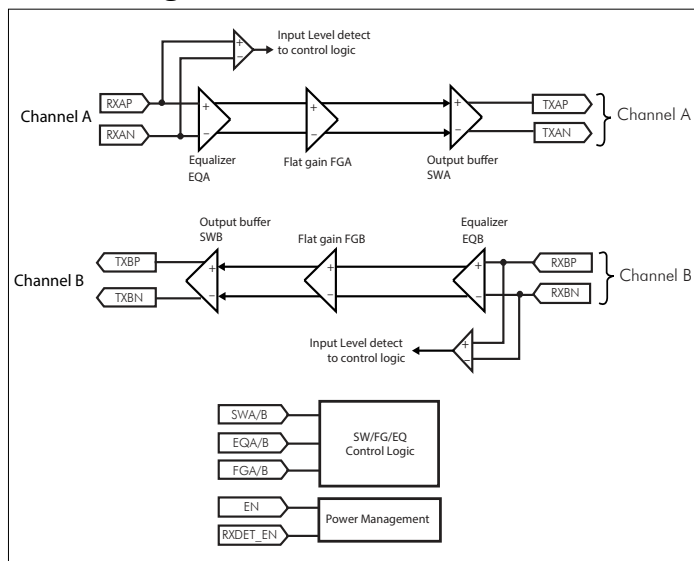 Input Level detect
to control logic
+
−
Channel A
RXAP
RXAN
+
−
+
−
+
−
TXAP
TXAN
Channel A
Equalizer
EQA
Flat gain FGA
Output buffer
SWA
Output buffer
SWB
Flat gain FGB
Equalizer
EQB
Channel B
TXBP
TXBN
+
−
+
−
+
−
RXBP
RXBN
Channel B
Input Level detect
to control logic
+
−
SWA/B
EQA/B
FGA/B
SW/FG/EQ
Control Logic
EN
RXDET_EN
Power Management